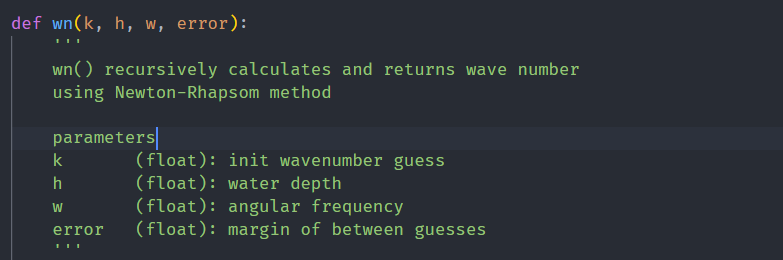 def wn(k, h, w, error):
'''
wn() recursively calculates and returns wave number
using Newton-Rhapsom method
parameters
k (float): init wavenumber guess
h (float): water depth
w (float): angular frequency
error (float): margin of between guesses
'''